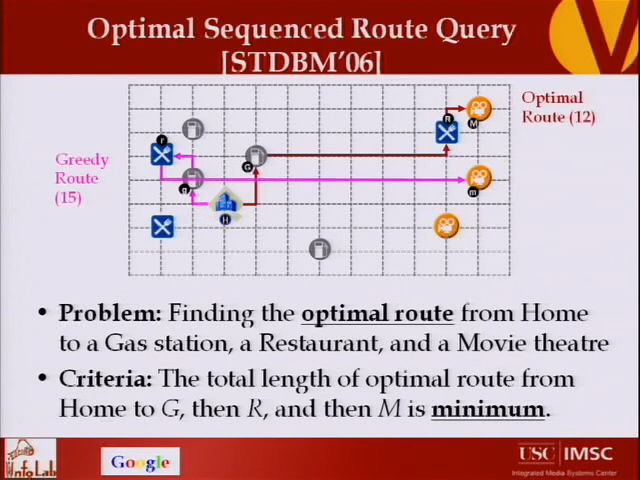 Optimal Sequenced Route Query
[STDBM'06]
Optimal
Route (12)
Greedy
Route
(15)
r
g
H
G
R
M
m
• Problem: Finding the optimal route from Home
to a Gas station, a Restaurant, and a Movie theatre
• Criteria: The total length of optimal route from
Home to G, then R, and then M is minimum.
InfoLab
Google
USC IMSC
Integrated Media Systems Center